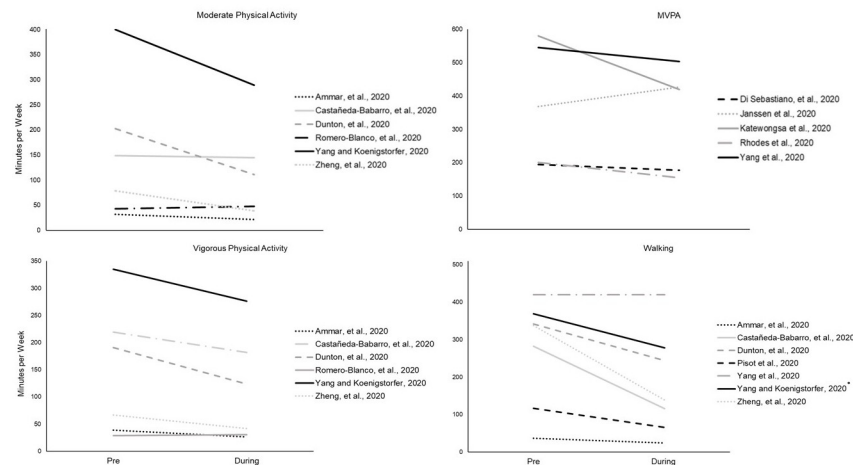 Moderate Physical Activity
400
350
300
250
200
150
100
50
0
Minutes per Week
Ammar, et al., 2020
Castañeda-Babarro, et al., 2020
Dunton, et al., 2020
Romero-Blanco, et al., 2020
Yang and Koenigstorfer, et al., 2020
Zheng, et al., 2020
MVPA
600
500
400
300
200
100
0
Di Sebastiano, et al., 2020
Janssen et al., 2020
Katewongsa et al., 2020
Rhodes et al., 2020
Yang et al., 2020
Vigorous Physical Activity
350
300
250
200
150
100
50
0
Minutes per Week
Pre
During
Ammar, et al., 2020
Castañeda-Babarro, et al., 2020
Dunton, et al., 2020
Romero-Blanco, et al., 2020
Yang and Koenigstorfer, et al., 2020
Zheng, et al., 2020
Walking
500
400
300
200
100
0
Pre
During
Ammar, et al., 2020
Castañeda-Babarro, et al., 2020
Dunton, et al., 2020
Pisot et al., 2020
Yang et al., 2020
Yang and Koenigstorfer, et al., 2020*
Zheng, et al., 2020